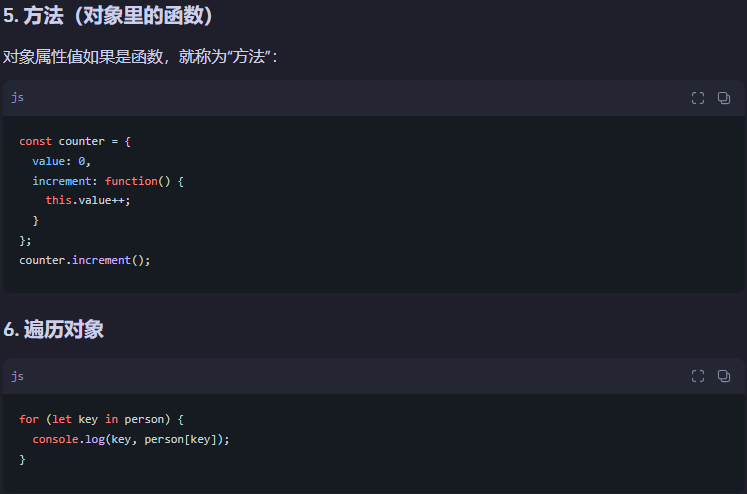 5. 方法（对象里的函数）
对象属性值如果是函数，就称为“方法”：
js
const counter = {
  value: 0,
  increment: function() {
    this.value++;
  }
};
counter.increment();
6. 遍历对象
js
for (let key in person) {
  console.log(key, person[key]);
}